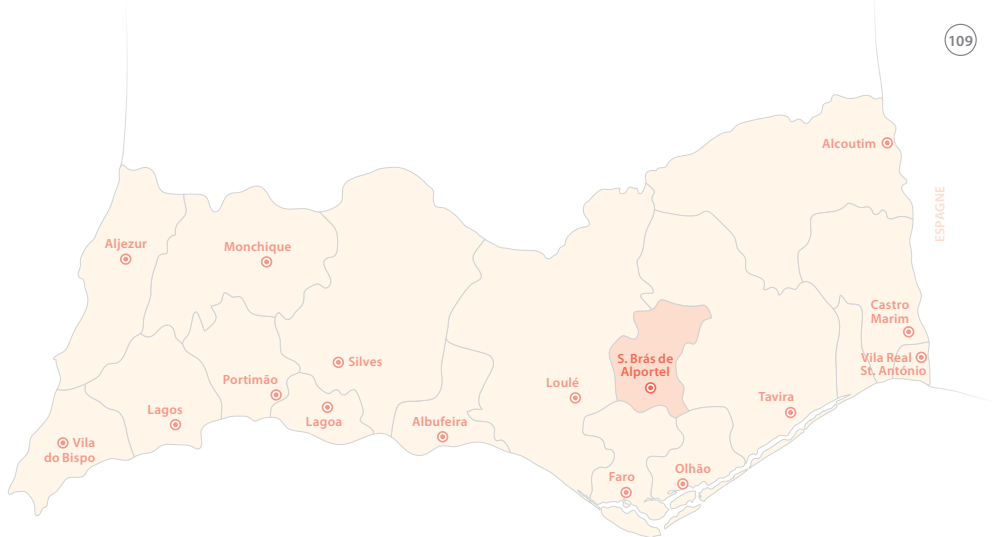 109
Alcoutim
ESPAGNE
Aljezur
Monchique
Castro
Marim
S. Brás de
Alportel
Vila Real
St. António
Silves
Portimão
Loulé
Tavira
Lagos
Lagoa
Albufeira
Vila
do Bispo
Faro
Olhão